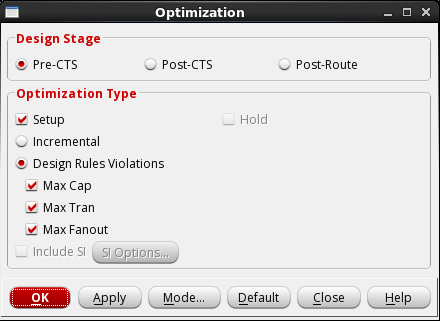 Optimization
Design Stage
Pre-CTS Post-CTS Post-Route
Optimization Type
Setup Hold
Incremental
Design Rules Violations
Max Cap
Max Tran
Max Fanout
Include SI SI Options...
OK Apply Mode... Default Close Help